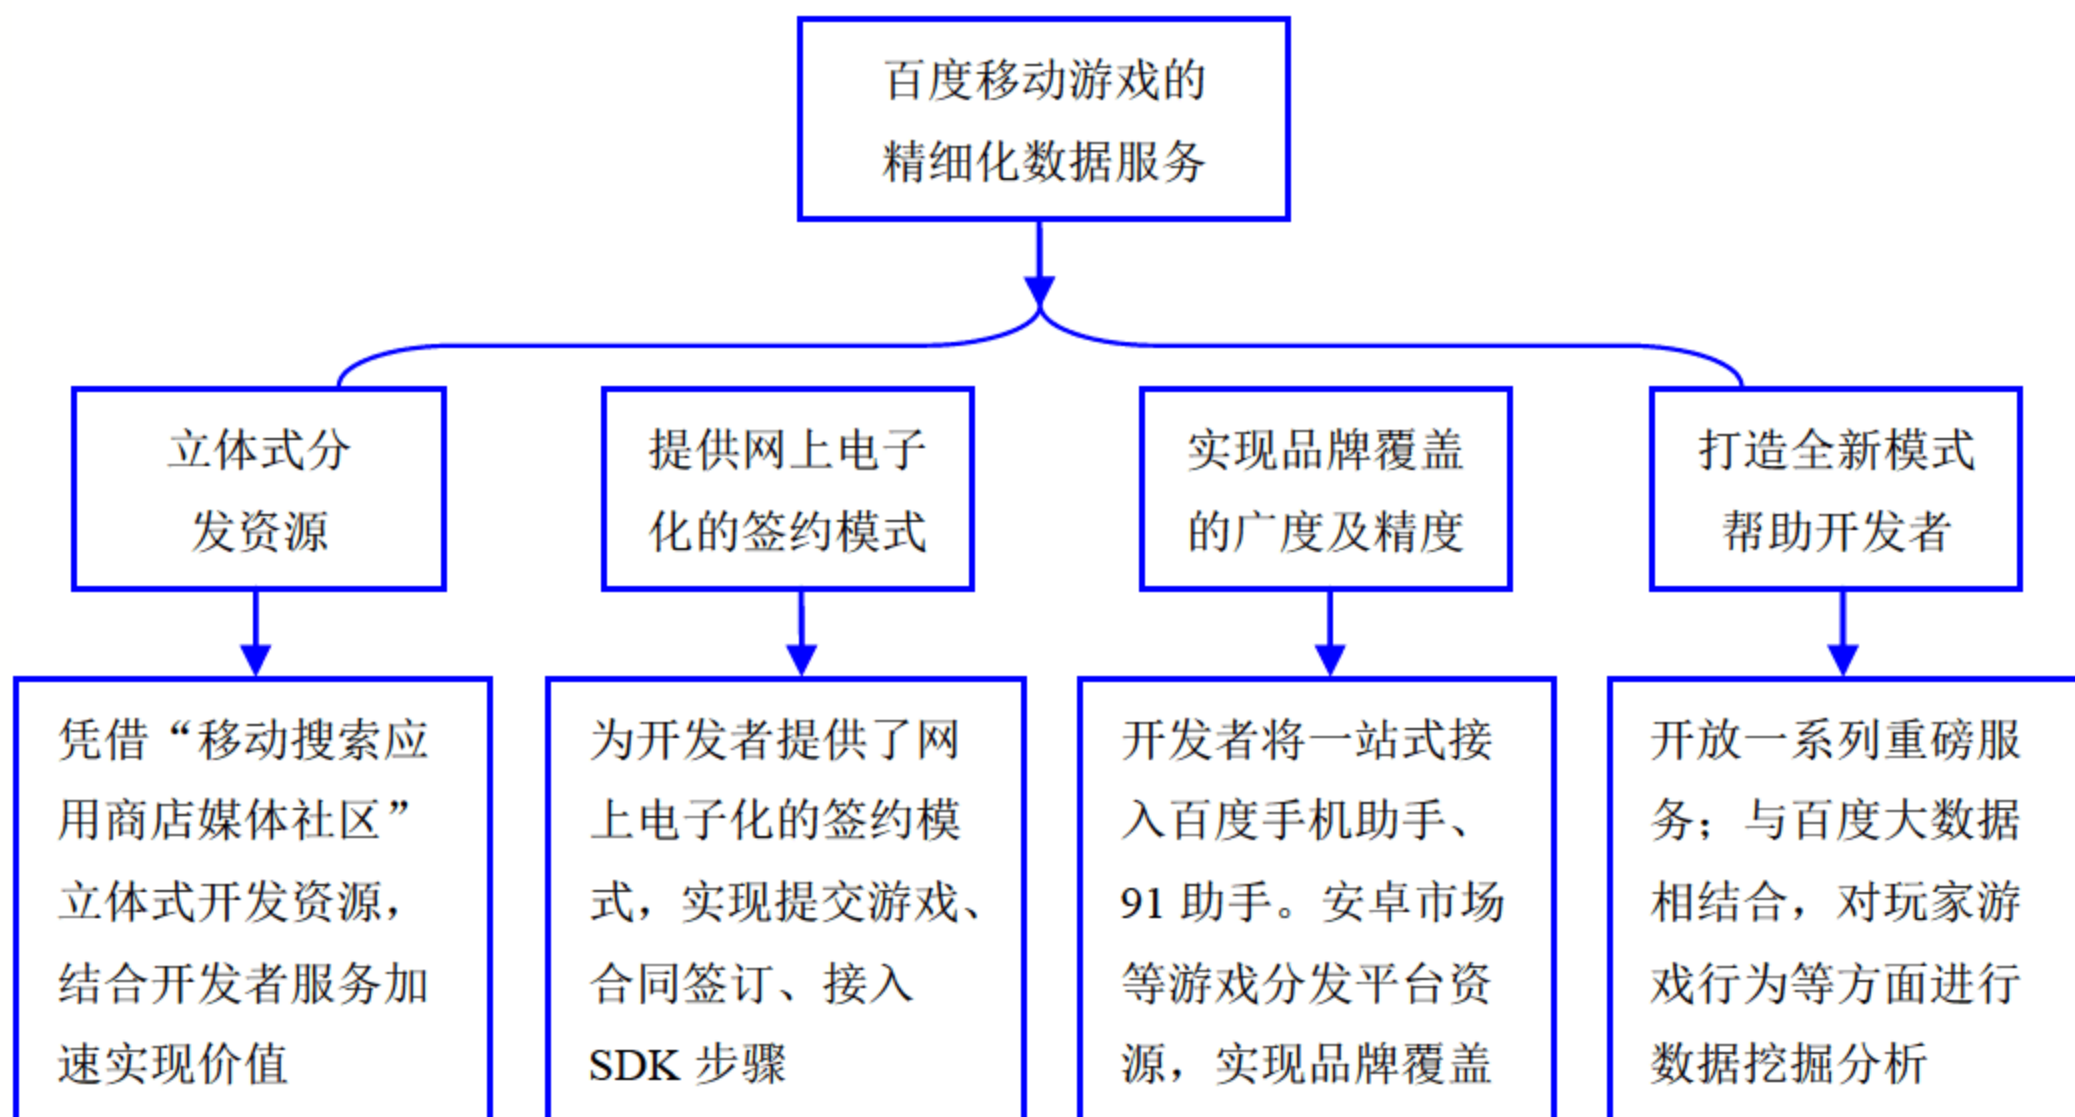 百度移动游戏的
精细化数据服务
立体式分
发资源
提供网上电子
化的签约模式
实现品牌覆盖
的广度及精度
打造全新模式
帮助开发者
凭借“移动搜索应
用商店媒体社区”
立体式开发资源，
结合开发者服务加
速实现价值
为开发者提供了网
上电子化的签约模
式，实现提交游戏、
合同签订、接入
SDK 步骤
开发者将一站式接
入百度手机助手、
91 助手。安卓市场
等游戏分发平台资
源，实现品牌覆盖
开放一系列重磅服
务；与百度大数据
相结合，对玩家游
戏行为等方面进行
数据挖掘分析